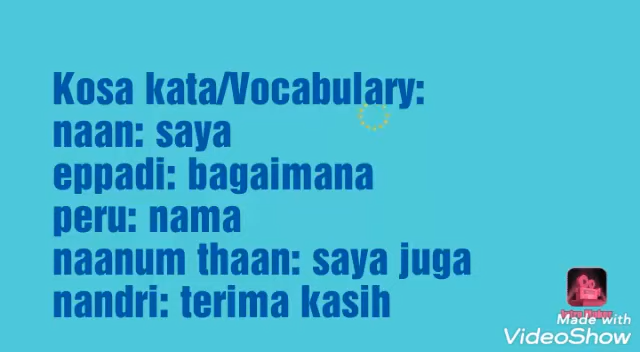 Kosa kata/Vocabulary:
naan: saya
eppadi: bagaimana
peru: nama
naanum thaan: saya juga
nandri: terima kasih
Made with
VideoShow